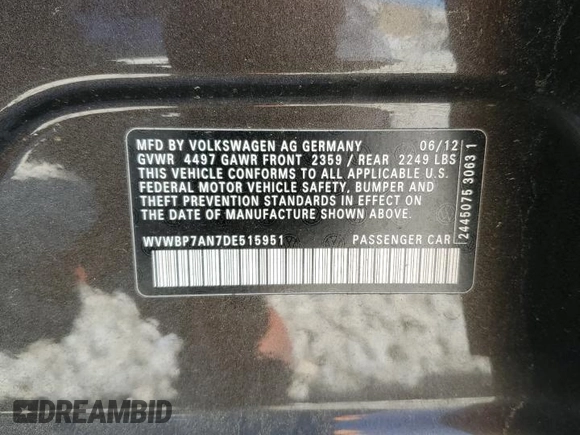 MFD BY VOLKSWAGEN AG GERMANY 06/12
GVWR 4497 GAWR FRONT 2359 / REAR 2249 LBS
THIS VEHICLE CONFORMS TO ALL APPLICABLE U.S.
FEDERAL MOTOR VEHICLE SAFETY, BUMPER AND
THEFT PREVENTION STANDARDS IN EFFECT ON
THE DATE OF MANUFACTURE SHOWN ABOVE.
WVWBP7AN7DE515951 PASSENGER CAR
2445075 3063 1
DREAMBID